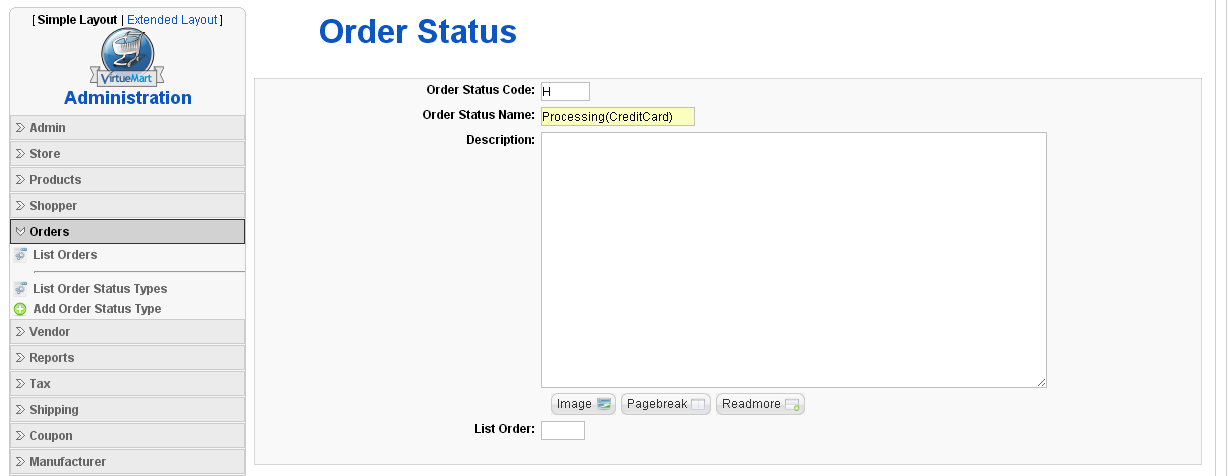 [ Simple Layout | Extended Layout ]
VirtueMart
Administration
Admin
Store
Products
Shopper
Orders
List Orders
List Order Status Types
Add Order Status Type
Vendor
Reports
Tax
Shipping
Coupon
Manufacturer
Order Status
Order Status Code: H
Order Status Name: Processing(CreditCard)
Description:
Image Pagebreak Readmore
List Order: